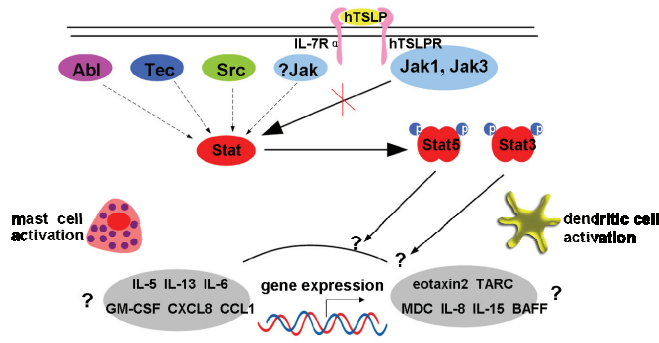 hTSLP
IL-7R α
hTSLPR
Abl
Tec
Src
?Jak
Jak1, Jak3
Stat
p
p
Stat5
p
p
Stat3
mast cell
activation
dendritic cell
activation
?
?
IL-5 IL-13 IL-6
GM-CSF CXCL8 CCL1
?
gene expression
eotaxin2 TARC
MDC IL-8 IL-15 BAFF
?